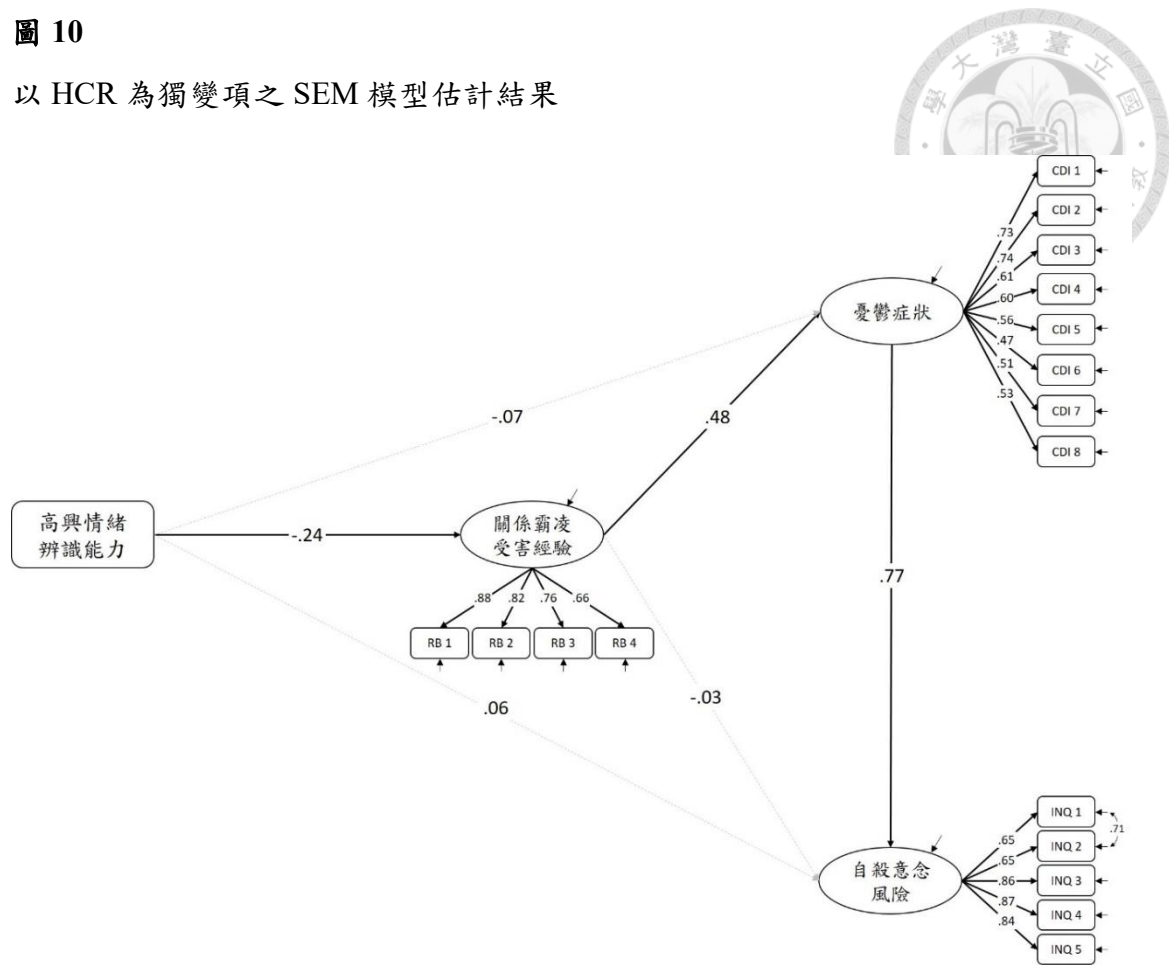 圖 10
以 HCR 為獨變項之 SEM 模型估計結果
臺灣
CDI 1
CDI 2
CDI 3
CDI 4
CDI 5
CDI 6
CDI 7
CDI 8
.73
.74
.61
.60
.56
.47
.51
.53
憂鬱症狀
-.07
.48
高興情緒
辨識能力
-.24
關係霸凌
受害經驗
.88
.82
.76
.66
RB 1
RB 2
RB 3
RB 4
.77
-.03
.06
自殺意念
風險
.65
.65
.86
.87
.84
INQ 1
INQ 2
INQ 3
INQ 4
INQ 5
.71